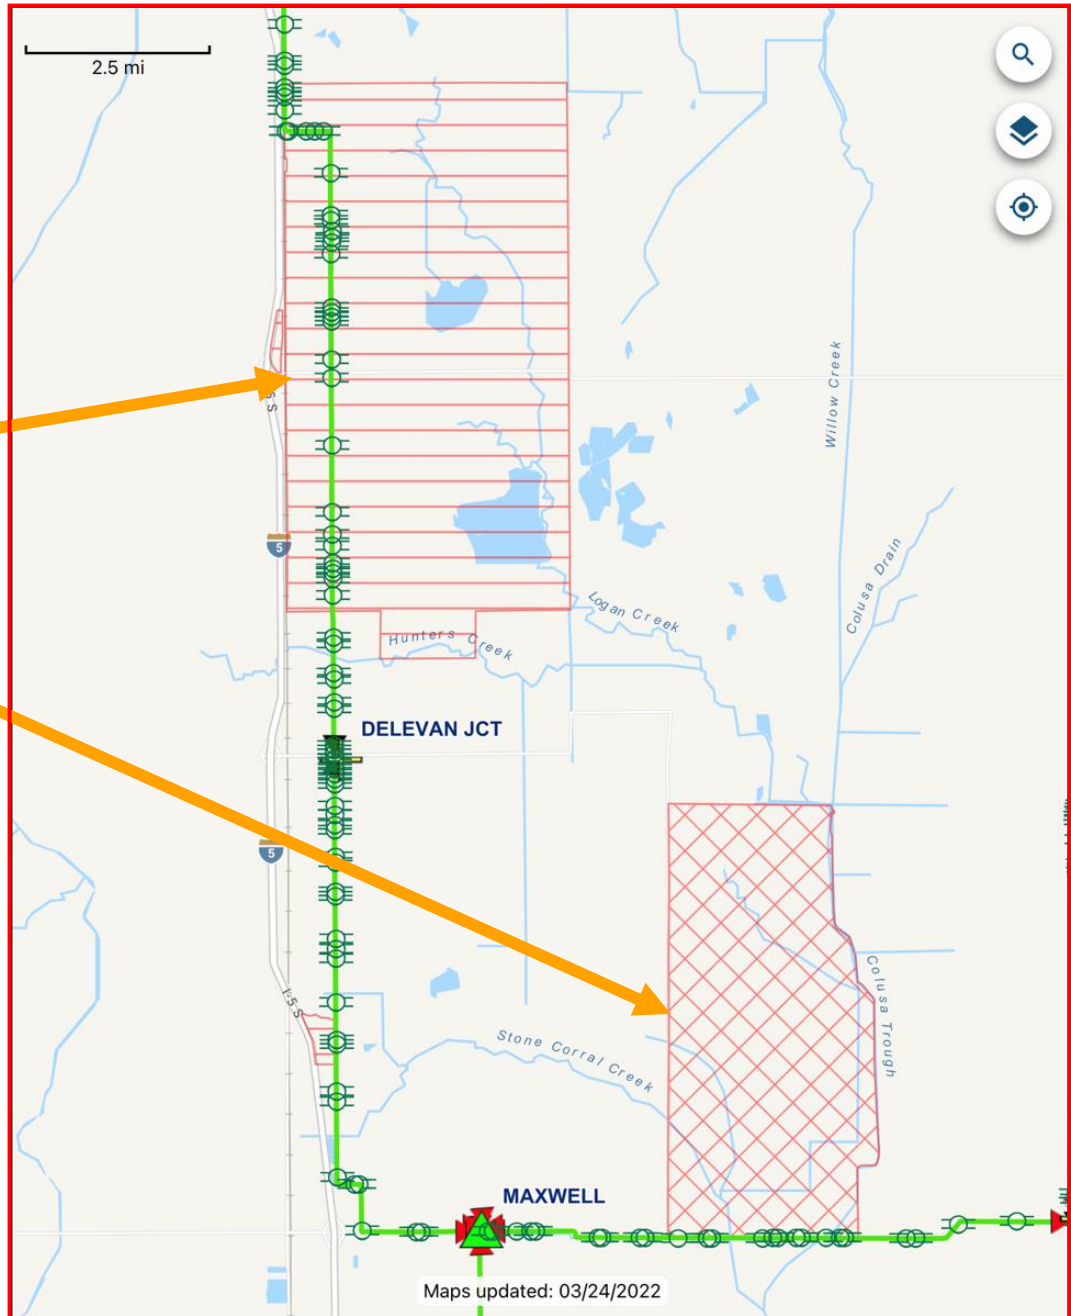 2.5 mi
Willow Creek
5 S
5
Colusa Drain
Logan Creek
Hunters Creek
DELEVAN JCT
5
Colusa Trough
I-5 S
Stone Corral Creek
MAXWELL
Maps updated: 03/24/2022